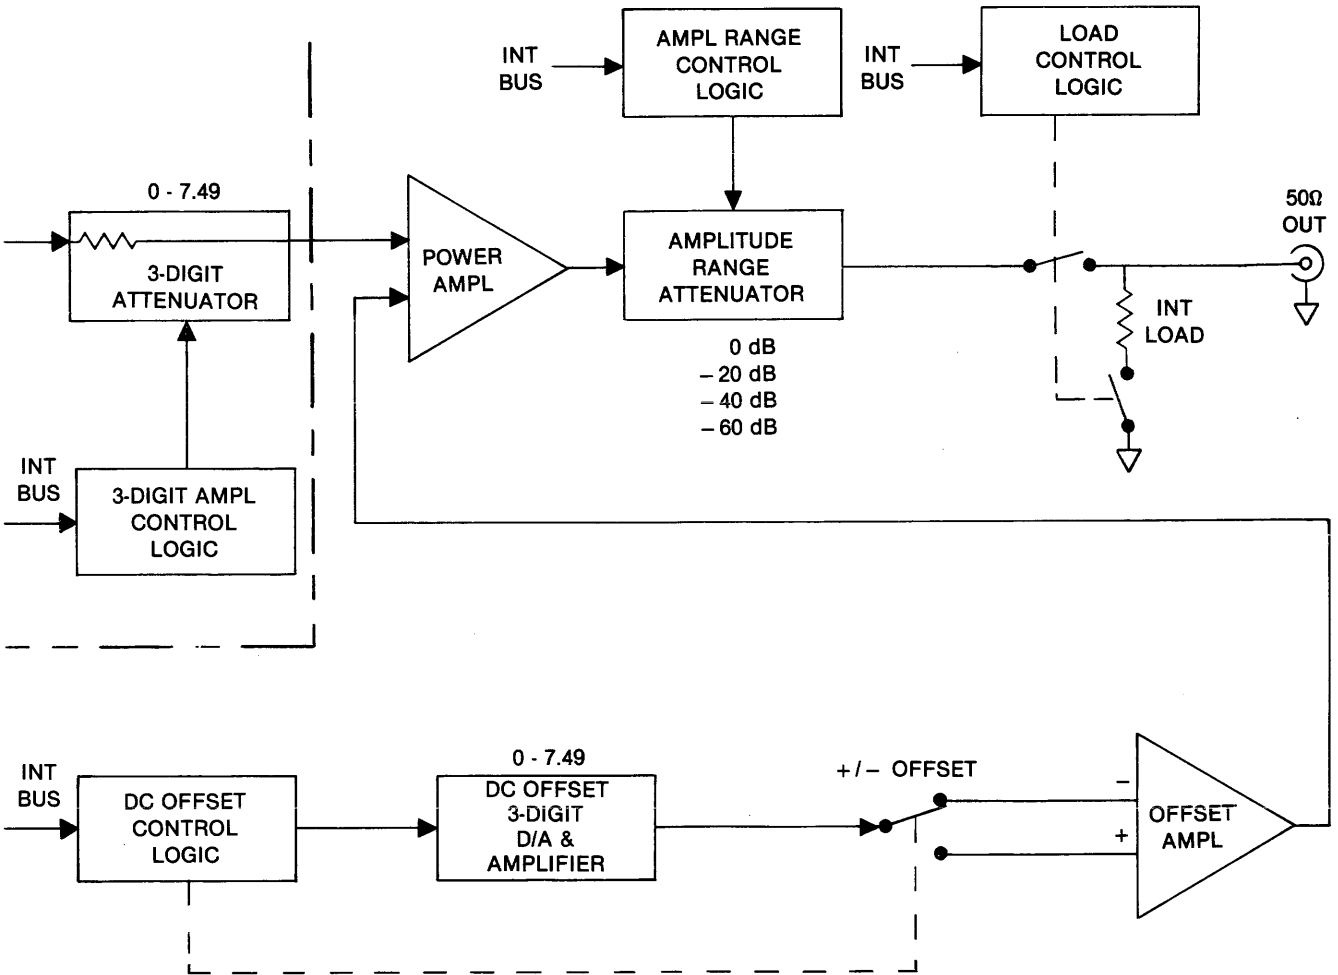 INT
BUS
AMPL RANGE
CONTROL
LOGIC
INT
BUS
LOAD
CONTROL
LOGIC
0 - 7.49
3-DIGIT
ATTENUATOR
POWER
AMPL
AMPLITUDE
RANGE
ATTENUATOR
0 dB
– 20 dB
– 40 dB
– 60 dB
50Ω
OUT
INT
LOAD
INT
BUS
3-DIGIT AMPL
CONTROL
LOGIC
INT
BUS
DC OFFSET
CONTROL
LOGIC
0 - 7.49
DC OFFSET
3-DIGIT
D/A &
AMPLIFIER
+/– OFFSET
–
+
OFFSET
AMPL